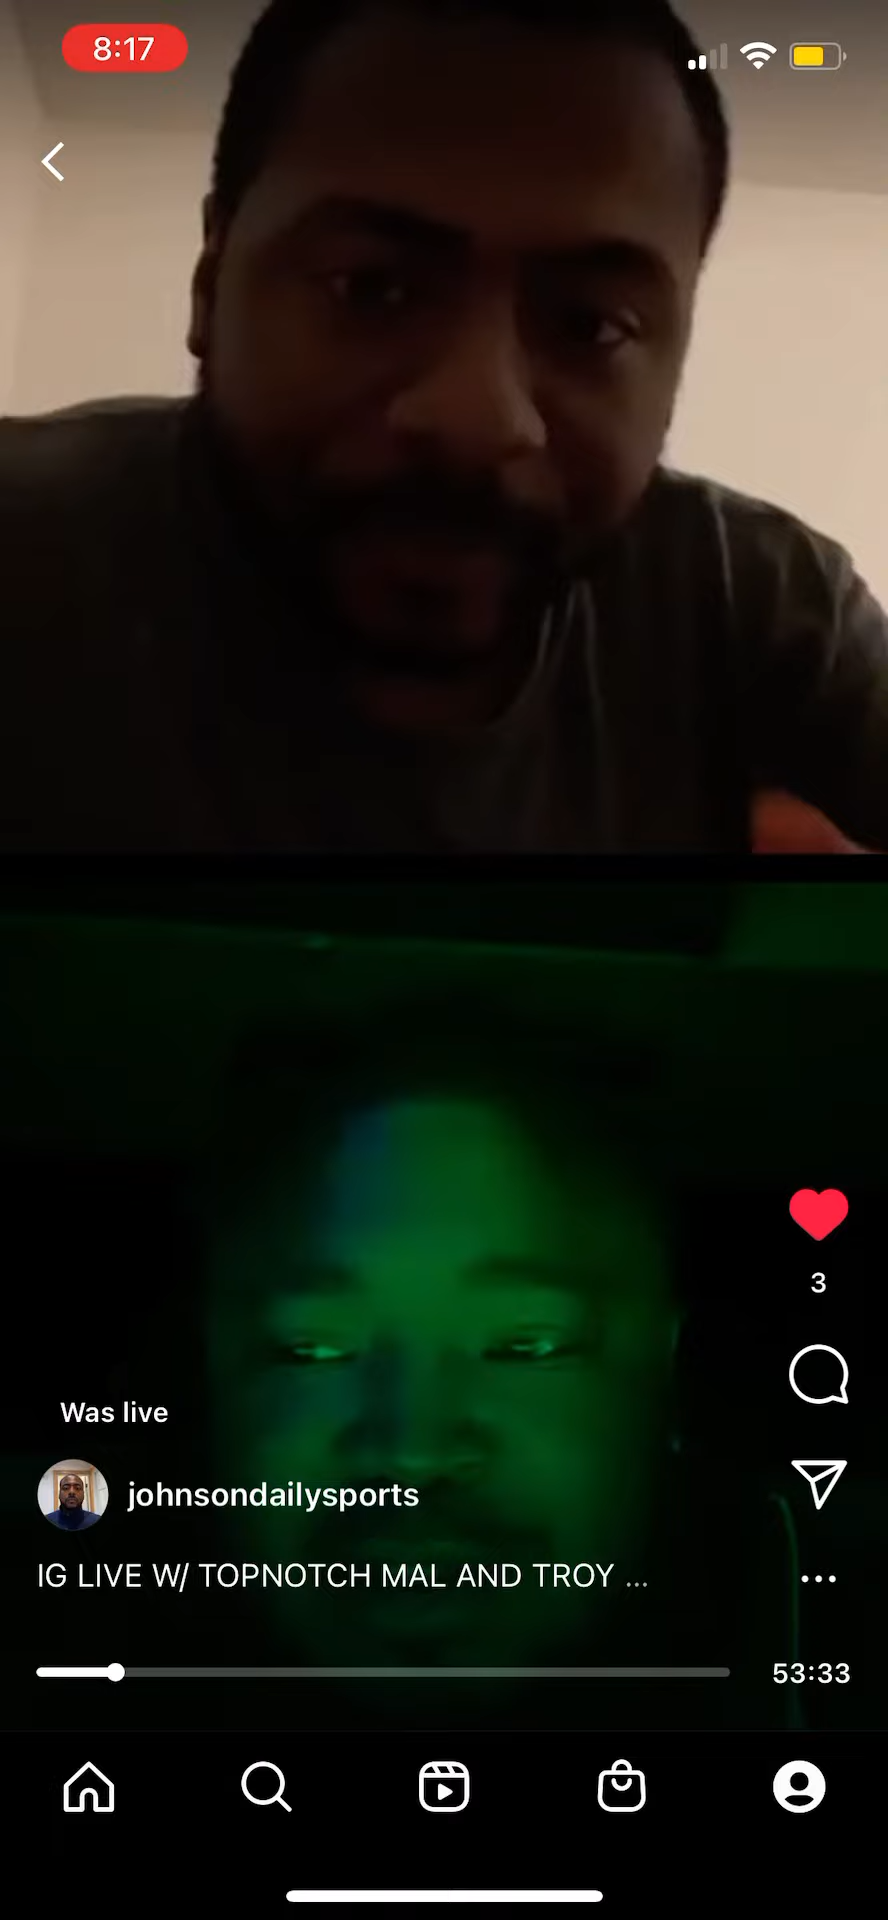 8:17
Was live
johnsondailysports
IG LIVE W/ TOPNOTCH MAL AND TROY ...
3
53:33